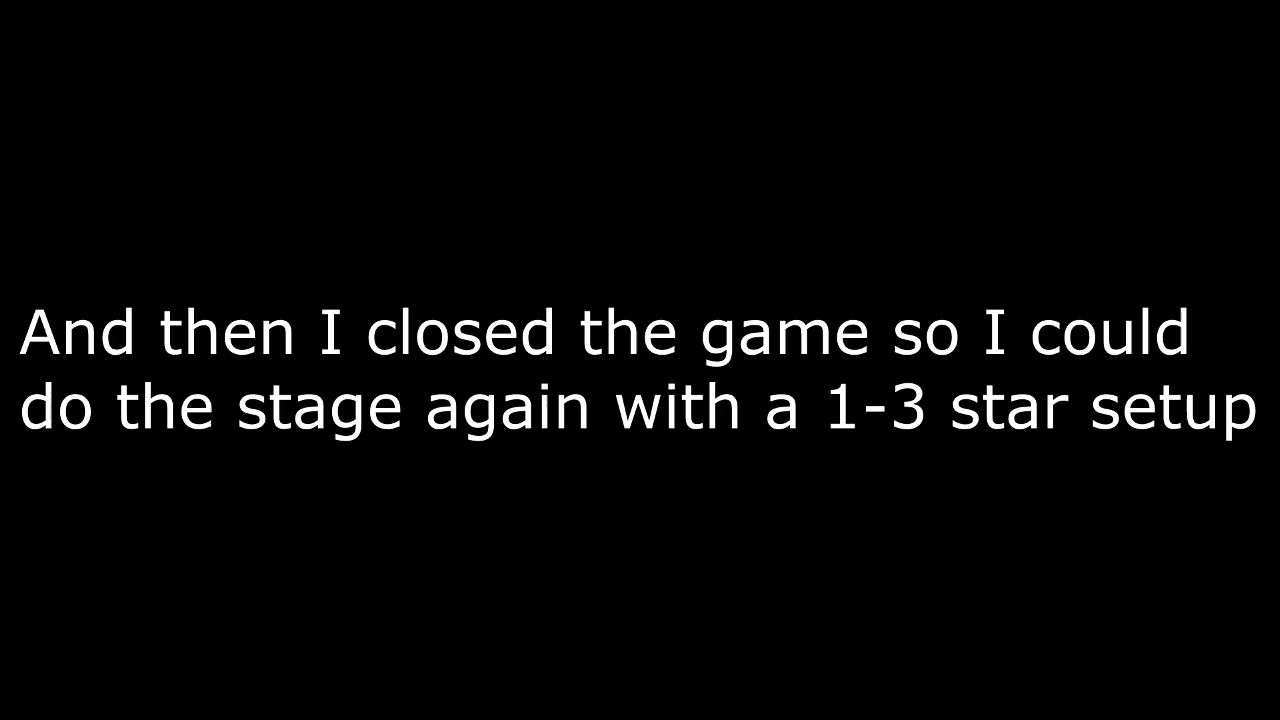 And then I closed the game so I could
do the stage again with a 1-3 star setup